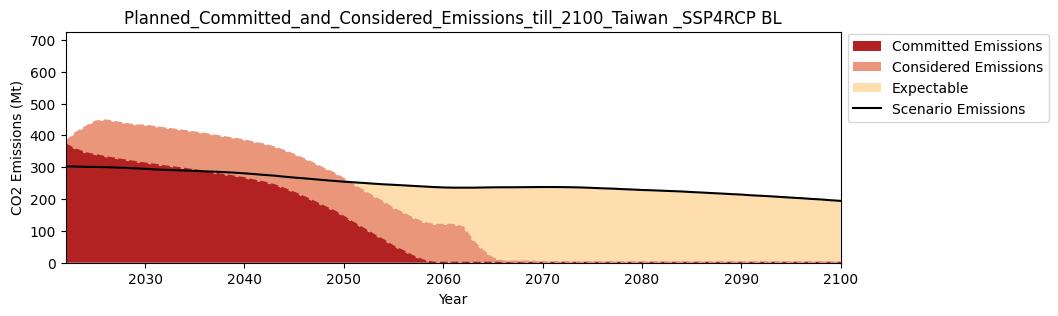 Planned_Committed_and_Considered_Emissions_till_2100_Taiwan _SSP4RCP BL
CO2 Emissions (Mt)
700
600
500
400
300
200
100
0
2030 2040 2050 2060 2070 2080 2090 2100
Year
Committed Emissions
Considered Emissions
Expectable
Scenario Emissions